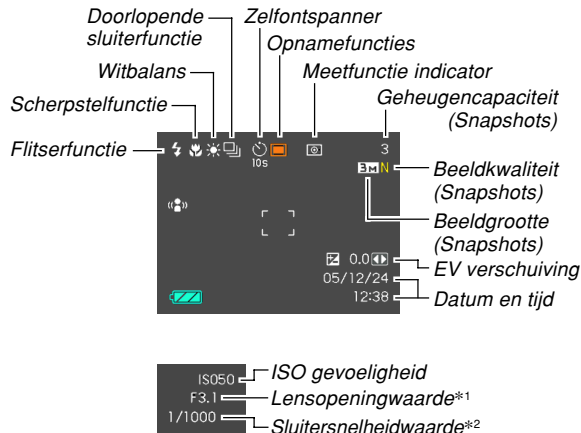 Doorlopende
sluiterfunctie
Zelfontspanner
Opnamefuncties
Witbalans
Meetfunctie indicator
Scherpstelfunctie
Geheugencapaciteit
(Snapshots)
Flitserfunctie
10s
3
3M N
Beeldkwaliteit
(Snapshots)
Beeldgrootte
(Snapshots)
0.0
EV verschuiving
05/12/24
12:38
Datum en tijd
ISO50
ISO gevoeligheid
F3.1
Lensopeningwaarde*1
1/1000
Sluitersnelheidwaarde*2